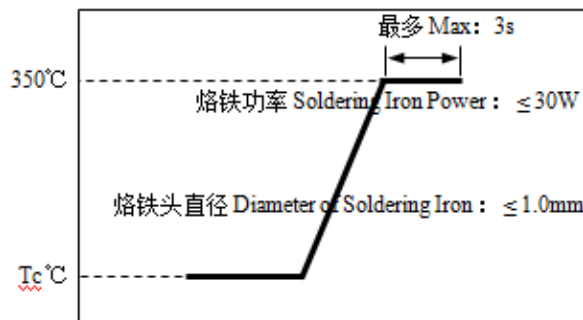 最多 Max：3s
350℃
烙铁功率 Soldering Iron Power：≤30W
烙铁头直径 Diameter of Soldering Iron：≤1.0mm
Tc℃